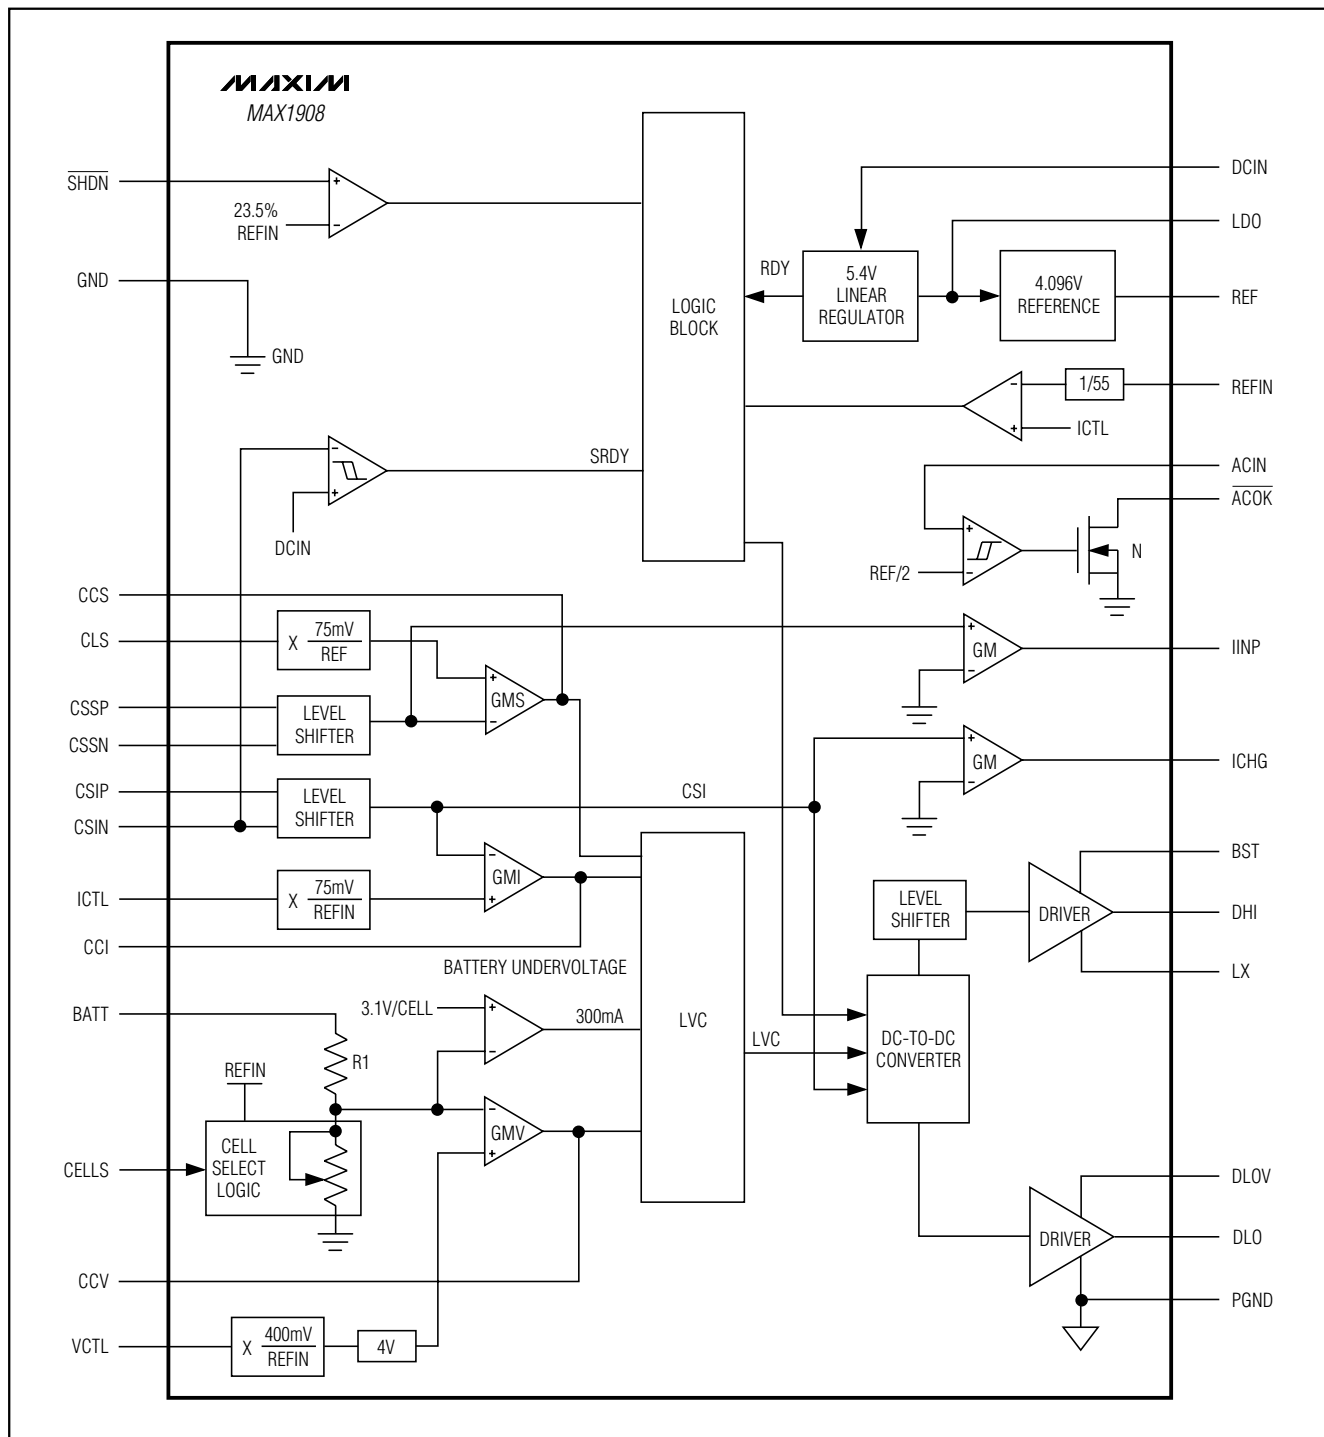 MAXIM
MAX1908
SHDN
23.5%
REFIN
GND
GND
LOGIC
BLOCK
RDY
5.4V
LINEAR
REGULATOR
4.096V
REFERENCE
DCIN
LDO
REF
1/55
REFIN
ICTL
SRDY
DCIN
ACIN
ACOK
REF/2
N
CCS
CLS
X 75mV
REF
GMS
GM
IINP
CSSP
CSSN
LEVEL
SHIFTER
GM
ICHG
CSIP
CSIN
LEVEL
SHIFTER
CSI
GMI
ICTL
X 75mV
REFIN
CCI
BST
LEVEL
SHIFTER
DRIVER
DHI
LX
BATTERY UNDERVOLTAGE
BATT
3.1V/CELL
300mA
LVC
LVC
DC-TO-DC
CONVERTER
R1
REFIN
CELL
SELECT
LOGIC
CELLS
GMV
DLOV
DRIVER
DLO
PGND
CCV
VCTL
X 400mV
REFIN
4V